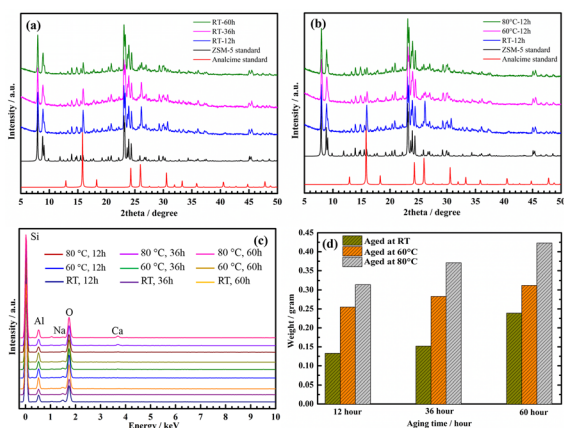 (a)
RT-60h
RT-36h
RT-12h
ZSM-5 standard
Analcime standard
Intensity / a.u.
5 10 15 20 25 30 35 40 45 50
2theta / degree
(b)
80°C-12h
60°C-12h
RT-12h
ZSM-5 standard
Analcime standard
Intensity / a.u.
5 10 15 20 25 30 35 40 45 50
2theta / degree
(c)
Si
80 °C, 12h 80 °C, 36h 80 °C, 60h
60 °C, 12h 60 °C, 36h 60 °C, 60h
RT, 12h RT, 36h RT, 60h
Al
Na
O
Ca
Intensity / a.u.
0 1 2 3 4 5 6 7 8 9 10
Energy / keV
(d)
Aged at RT
Aged at 60°C
Aged at 80°C
Weight / gram
0.45
0.40
0.35
0.30
0.25
0.20
0.15
0.10
0.05
0.00
12 hour 36 hour 60 hour
Aging time / hour